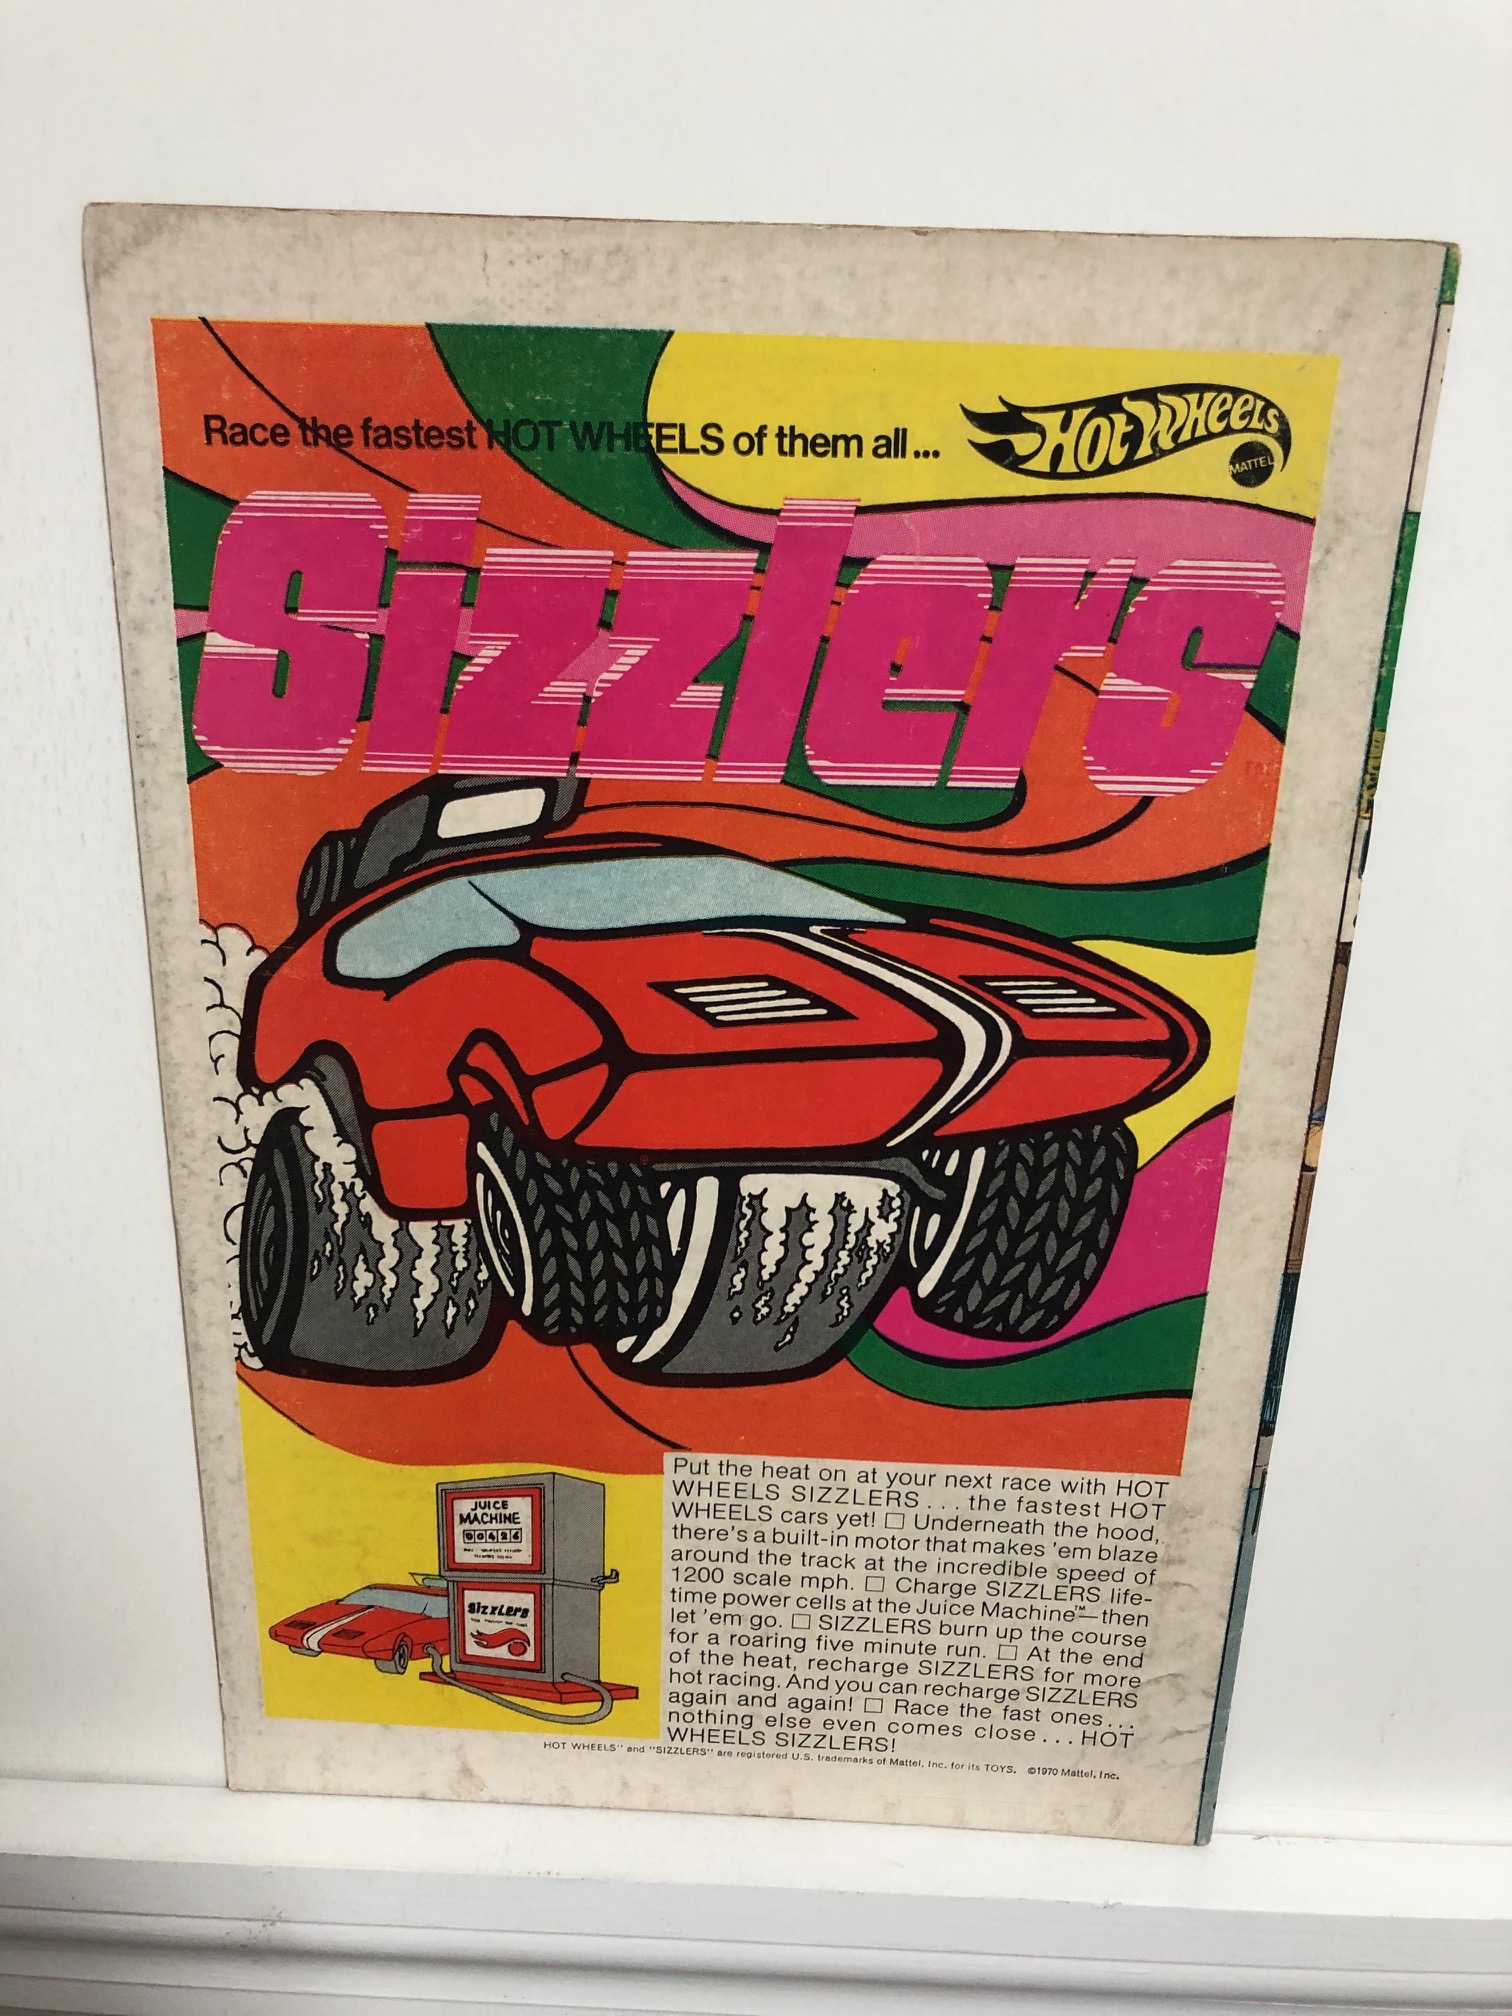 Race the fastest HOT WHEELS of them all...
Hot Wheels
MATTEL
Sizzlers
JUICE
MACHINE
00426
Sizzlers
Put the heat on at your next race with HOT
WHEELS SIZZLERS . . . the fastest HOT
WHEELS cars yet! □ Underneath the hood,
there's a built-in motor that makes 'em blaze
around the track at the incredible speed of
1200 scale mph. □ Charge SIZZLERS life-
time power cells at the Juice Machine™—then
let 'em go. □ SIZZLERS burn up the course
for a roaring five minute run. □ At the end
of the heat, recharge SIZZLERS for more
hot racing. And you can recharge SIZZLERS
again and again! □ Race the fast ones...
nothing else even comes close . . . HOT
WHEELS SIZZLERS!
HOT WHEELS" and "SIZZLERS" are registered U.S. trademarks of Mattel, Inc. for its TOYS. ©1970 Mattel, Inc.